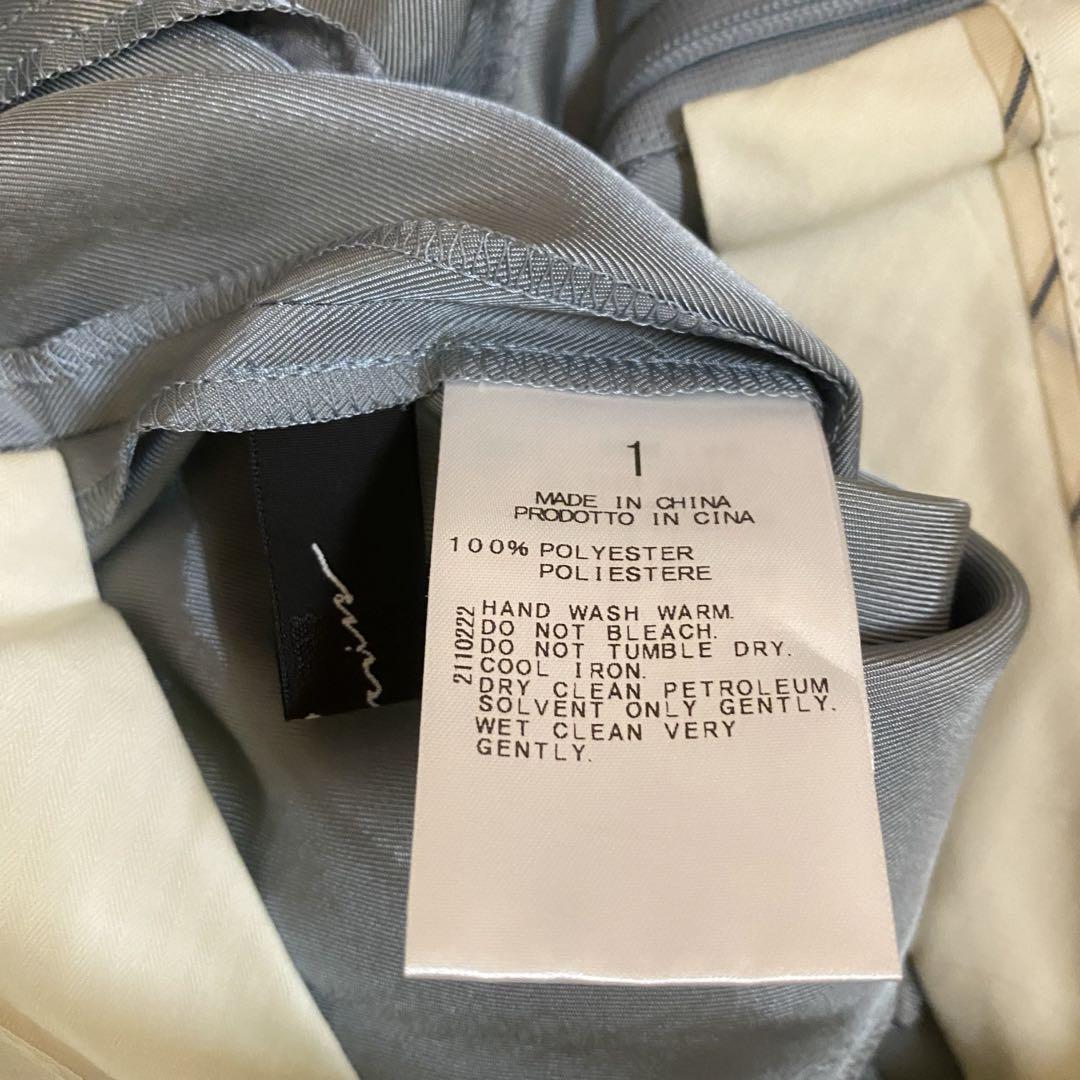 1
MADE IN CHINA
PRODOTTO IN CINA
100% POLYESTER
POLIESTERE
2110222
HAND WASH WARM.
DO NOT BLEACH.
DO NOT TUMBLE DRY.
COOL IRON.
DRY CLEAN PETROLEUM
SOLVENT ONLY GENTLY.
WET CLEAN VERY
GENTLY.